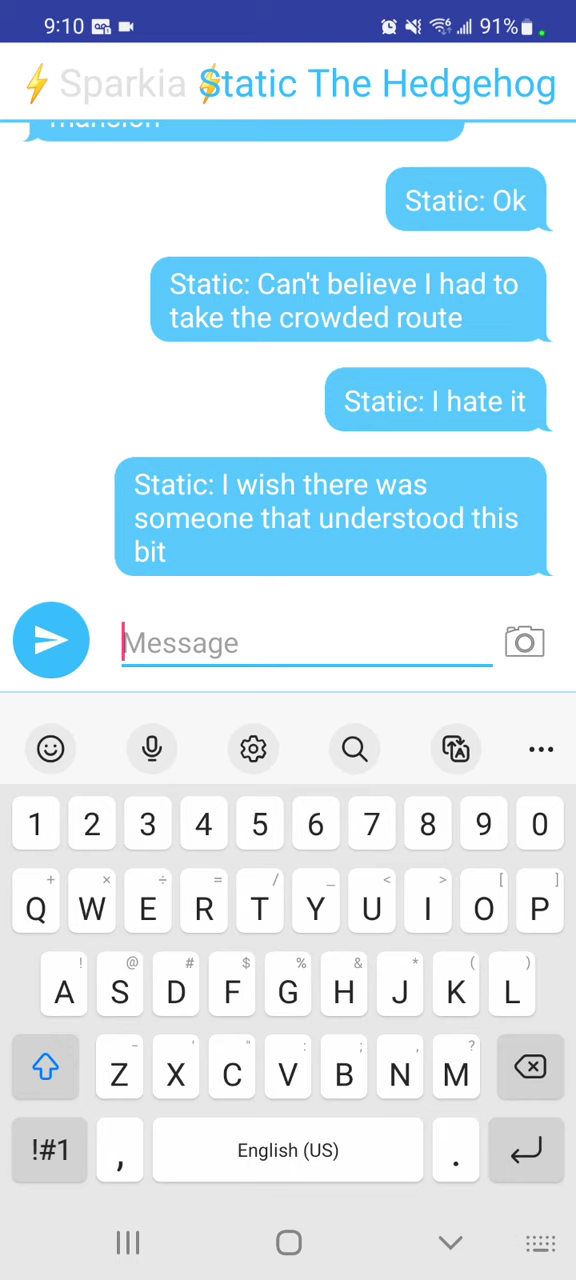 9:10 91%
⚡ Sparkia ⚡ Static The Hedgehog
mansion
Static: Ok
Static: Can't believe I had to
take the crowded route
Static: I hate it
Static: I wish there was
someone that understood this
bit
Message
1 2 3 4 5 6 7 8 9 0
+ × ÷ = / _ < > [ ]
Q W E R T Y U I O P
! @ # $ % & * ( )
A S D F G H J K L
- ' " : ; , ?
Z X C V B N M
!#1 , English (US) .